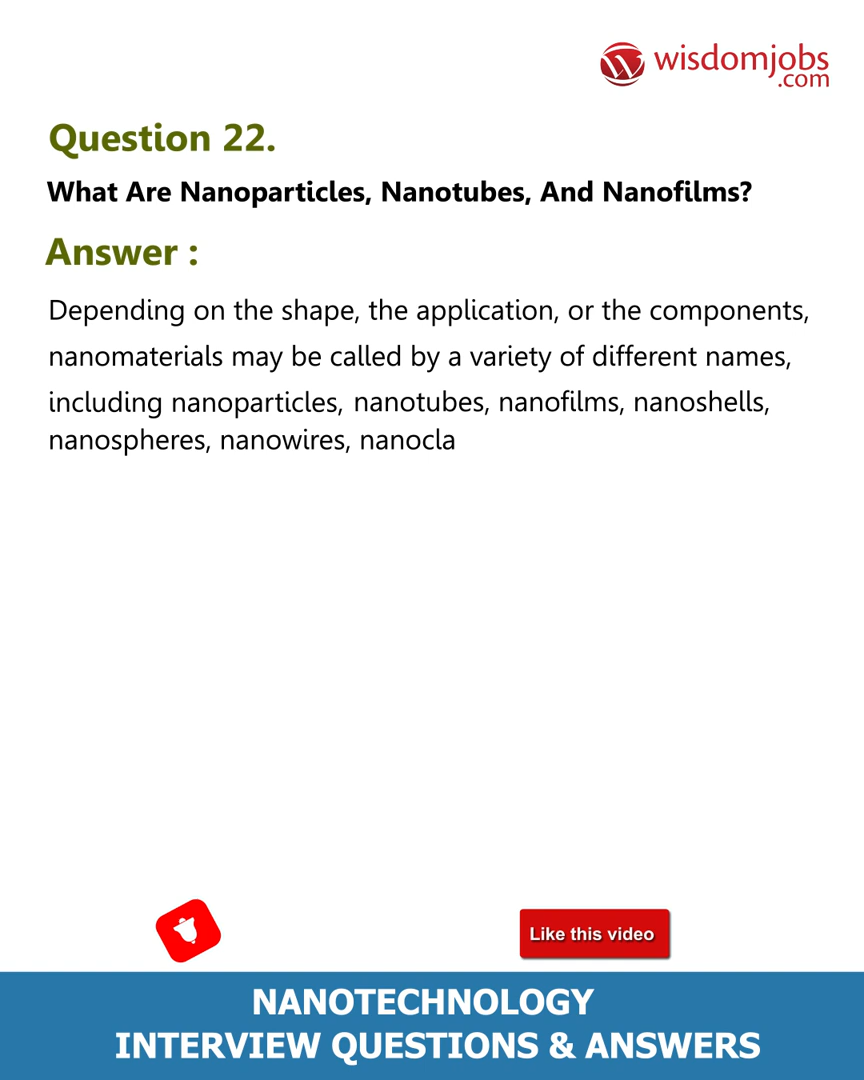 wisdomjobs
.com
Question 22.
What Are Nanoparticles, Nanotubes, And Nanofilms?
Answer :
Depending on the shape, the application, or the components,
nanomaterials may be called by a variety of different names,
including nanoparticles, nanotubes, nanofilms, nanoshells,
nanospheres, nanowires, nanocla
Like this video
NANOTECHNOLOGY
INTERVIEW QUESTIONS & ANSWERS